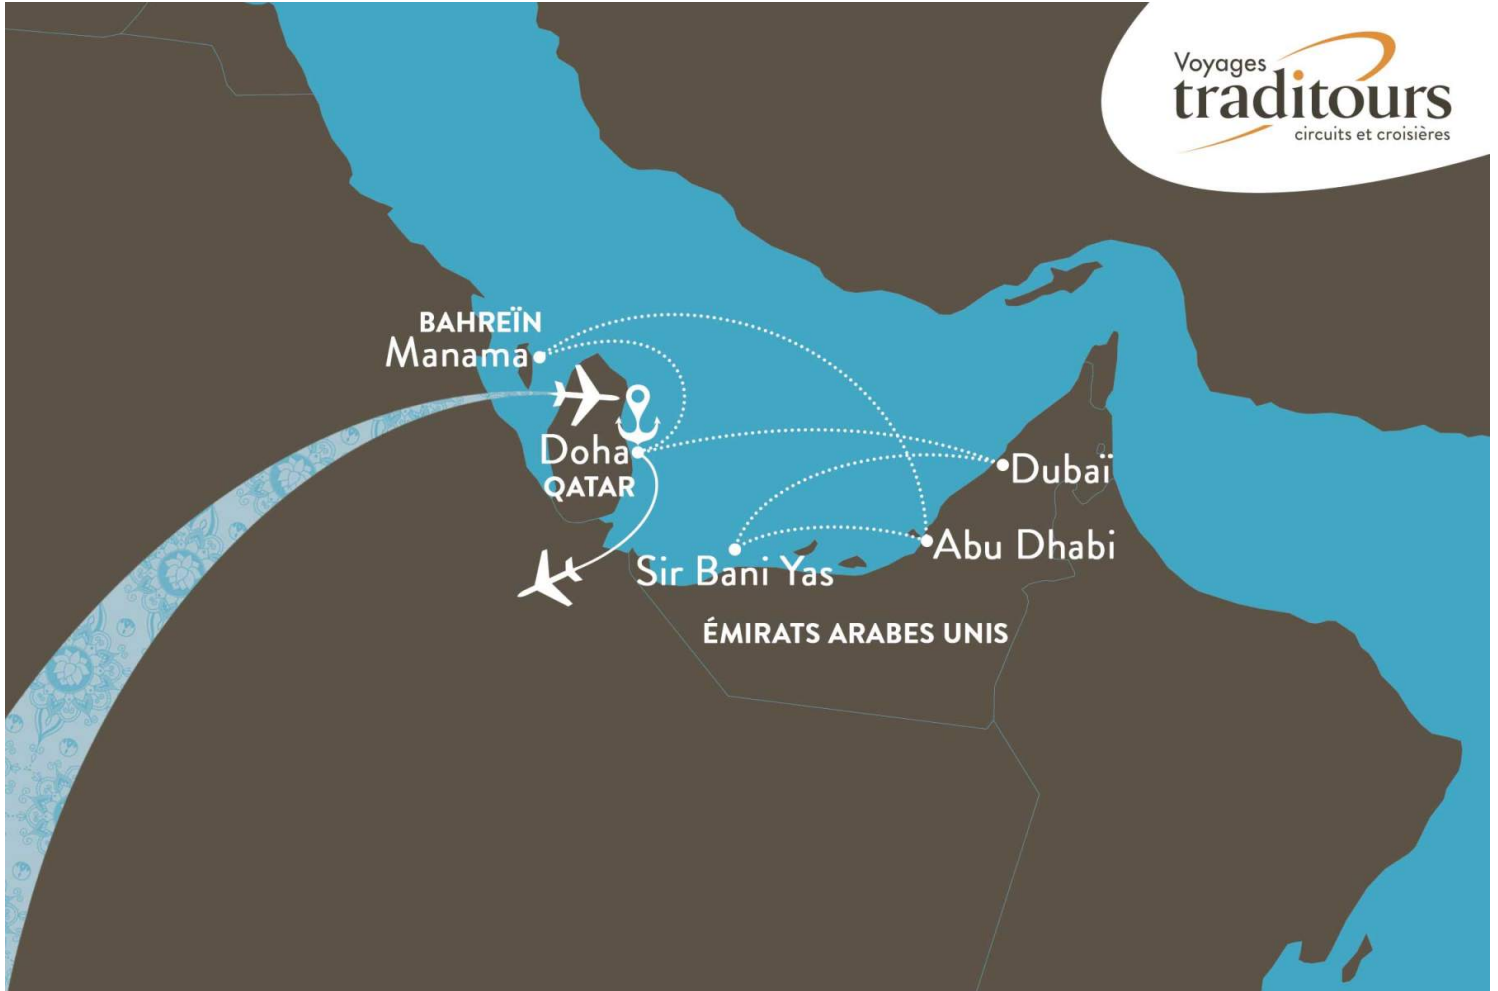 Voyages
traditours
circuits et croisières
BAHREÏN
Manama
Doha
QATAR
Dubaï
Abu Dhabi
Sir Bani Yas
ÉMIRATS ARABES UNIS